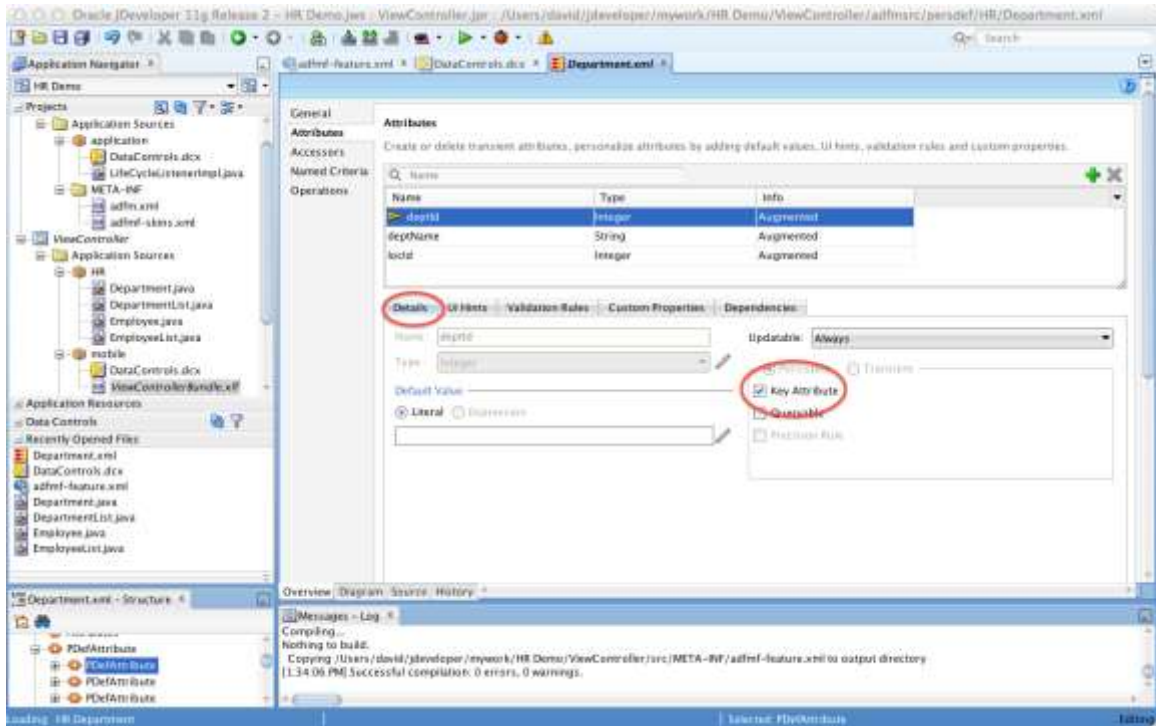 Oracle JDeveloper 11g Release 2 - HR Demo.jws : ViewController.jpr : /Users/david/jdeveloper/mywork/HR Demo/ViewController/adfmsrc/persdef/HR/Department.xml
Search
Application Navigator
HR Demo
Projects
Application Sources
application
DataControls.dcx
LifeCycleListenerImpl.java
META-INF
adfm.xml
adfmf-skins.xml
ViewController
Application Sources
HR
Department.java
DepartmentList.java
Employee.java
EmployeeList.java
mobile
DataControls.dcx
ViewControllerBundle.xlf
Application Resources
Data Controls
Recently Opened Files
Department.xml
DataControls.dcx
adfmf-feature.xml
Department.java
DepartmentList.java
Employee.java
EmployeeList.java
Department.xml - Structure
PDefAttribute
PDefAttribute
PDefAttribute
PDefAttribute
adfmf-feature.xml DataControls.dcx Department.xml
General
Attributes
Accessors
Named Criteria
Operations
Attributes
Create or delete transient attributes, personalize attributes by adding default values, UI hints, validation rules and custom properties.
Name
Name Type Info
deptId Integer Augmented
deptName String Augmented
locId Integer Augmented
Details UI Hints Validation Rules Custom Properties Dependencies
Name: deptId
Type: Integer
Default Value
Literal Expression
Updatable: Always
Persistent Transient
Key Attribute
Queryable
Precision Rule
Overview Diagram Source History
Messages - Log
Compiling...
Nothing to build.
Copying /Users/david/jdeveloper/mywork/HR Demo/ViewController/src/META-INF/adfmf-feature.xml to output directory
[1:34:06 PM] Successful compilation: 0 errors, 0 warnings.
Loading: HR.Department Selected: PDefAttribute Editing